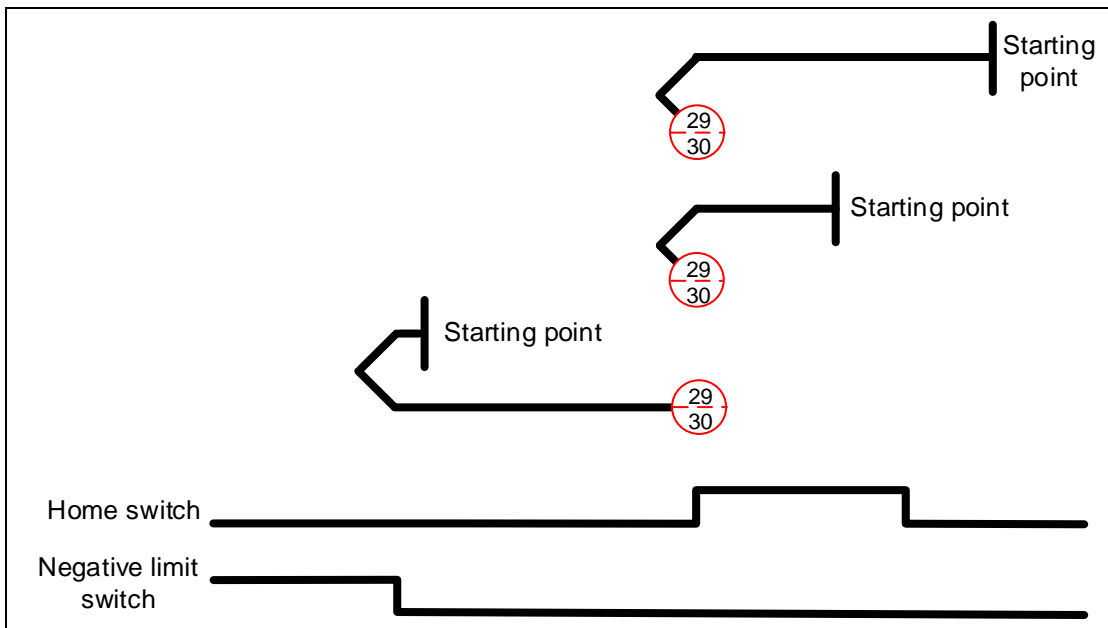 Starting
point
29
30
Starting point
29
30
Starting point
29
30
Home switch
Negative limit
switch